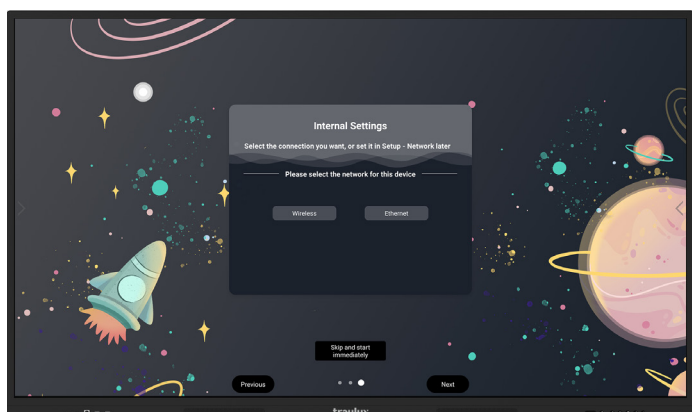 Internal Settings
Select the connection you want, or set it in Setup - Network later
Please select the network for this device
Wireless
Ethernet
Skip and start
immediately
Previous
Next
traulux